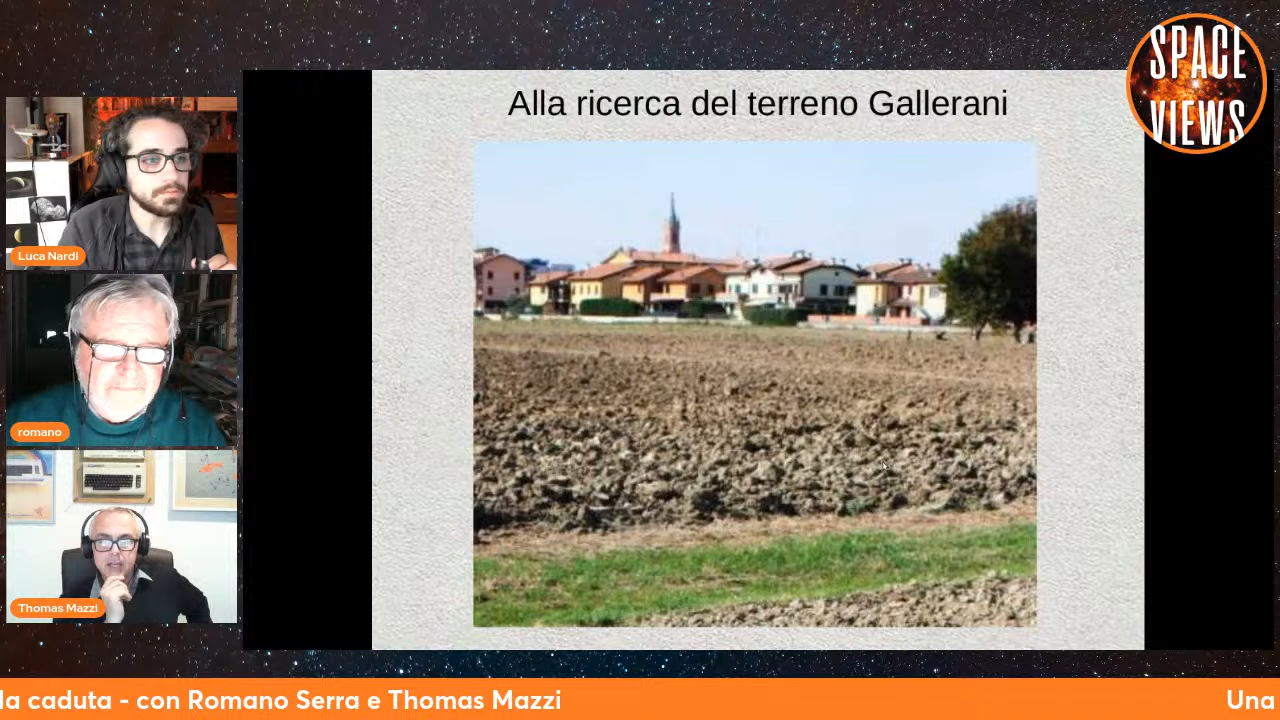 SPACE
VIEWS
Alla ricerca del terreno Gallerani
Luca Nardi
romano
Thomas Mazzi
la caduta - con Romano Serra e Thomas Mazzi
Una